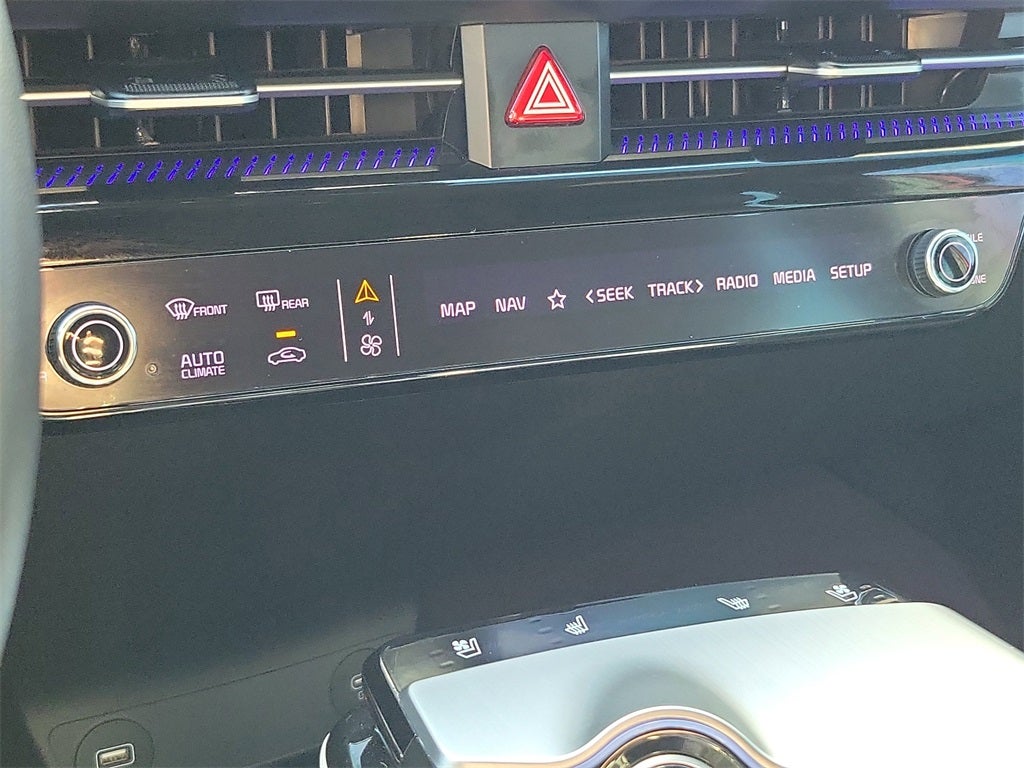 FRONT
REAR
AUTO
CLIMATE
MAP NAV <SEEK TRACK> RADIO MEDIA SETUP